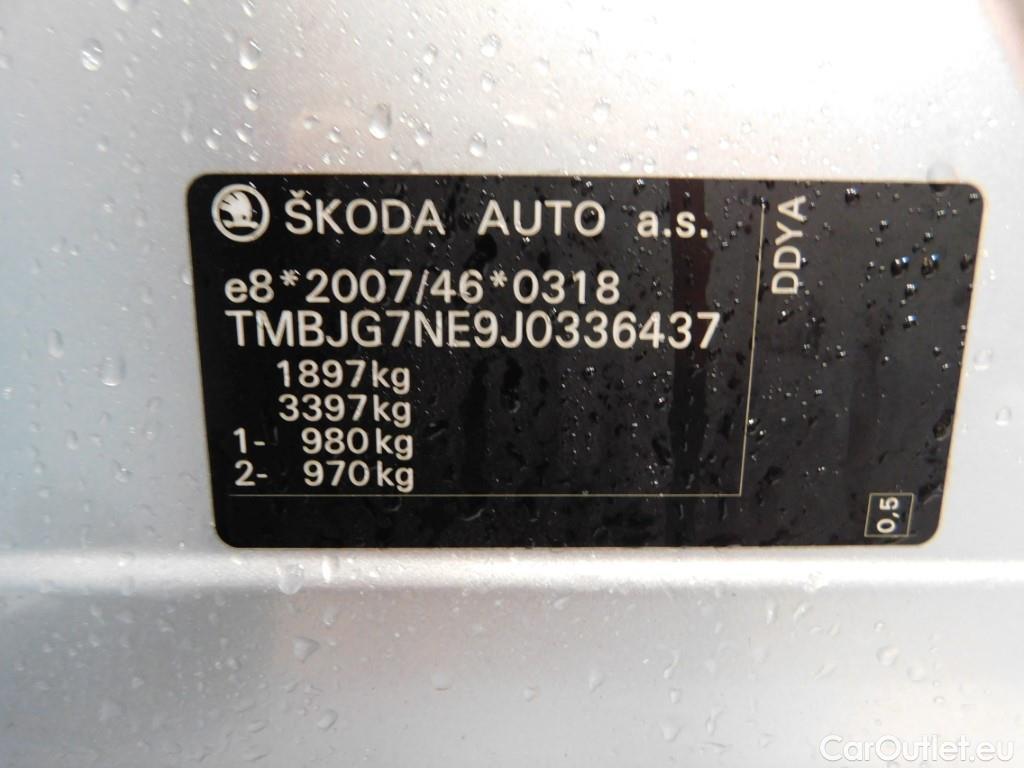 ŠKODA AUTO a.s.
e8*2007/46*0318
TMBJG7NE9J0336437
1897kg
3397kg
1- 980kg
2- 970kg
DDYA
0,5
CarOutlet.eu